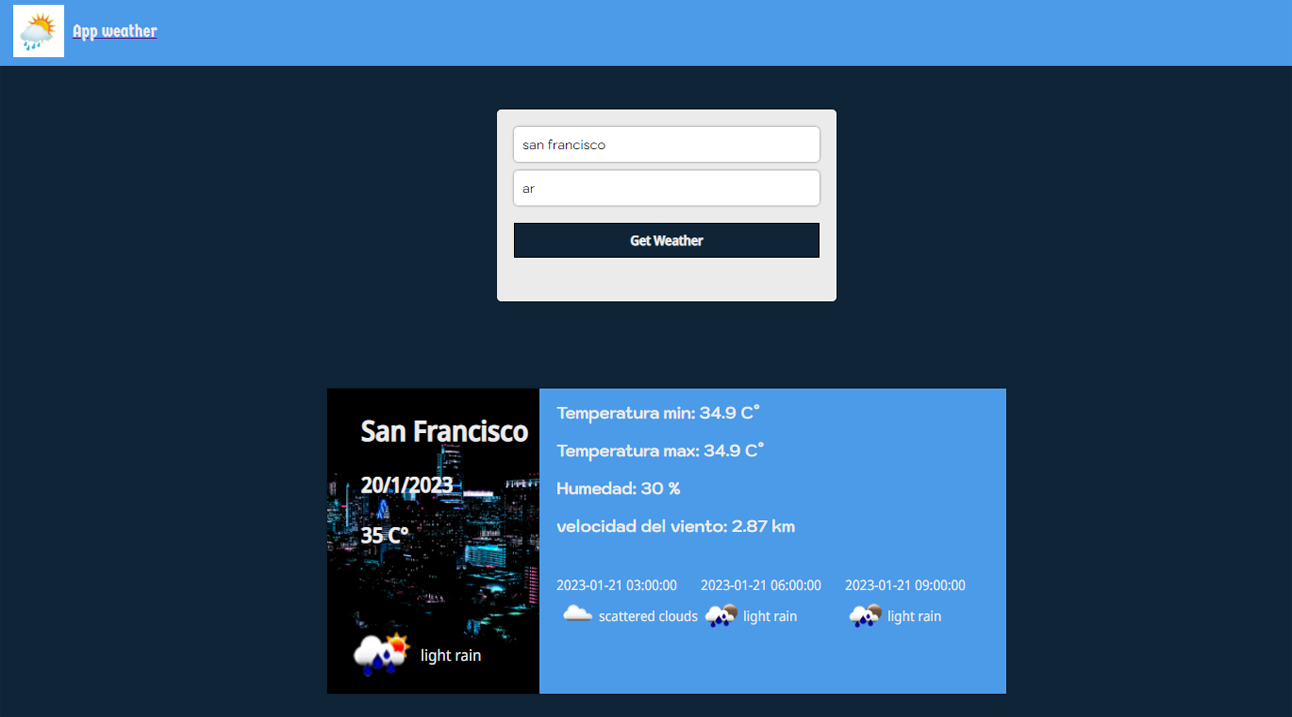 App weather
san francisco
ar
Get Weather
San Francisco
20/1/2023
35 C°
light rain
Temperatura min: 34.9 C°
Temperatura max: 34.9 C°
Humedad: 30 %
velocidad del viento: 2.87 km
2023-01-21 03:00:00 2023-01-21 06:00:00 2023-01-21 09:00:00
scattered clouds light rain light rain